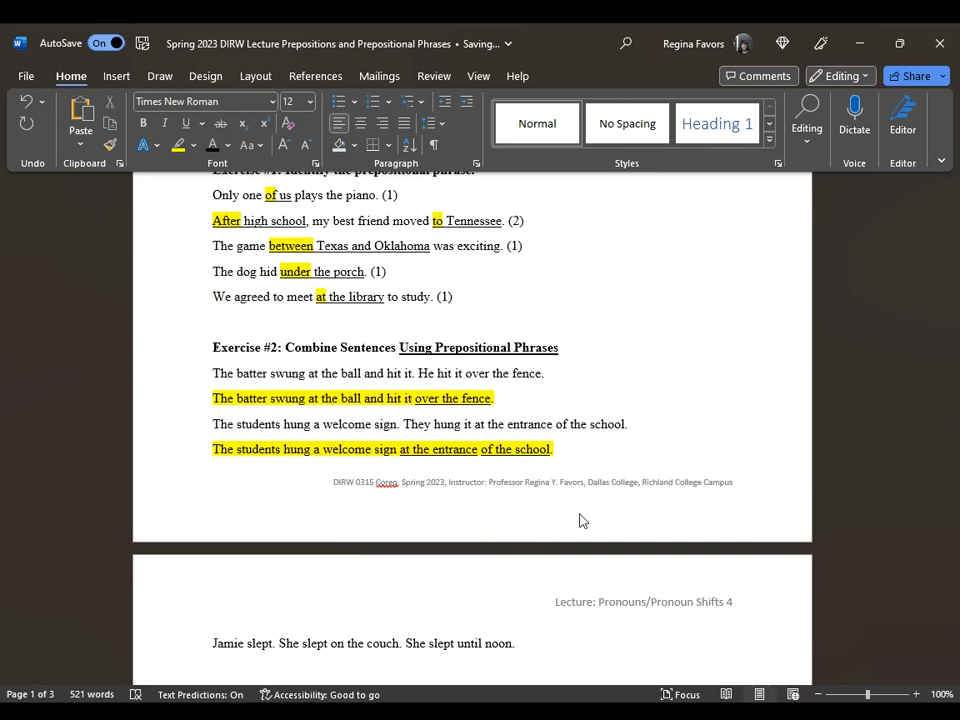 AutoSave On Spring 2023 DIRW Lecture Prepositions and Prepositional Phrases • Saving... Regina Favors
File Home Insert Draw Design Layout References Mailings Review View Help Comments Editing Share
Times New Roman 12
Paste Normal No Spacing Heading 1 Editing Dictate Editor
Undo Clipboard Font Paragraph Styles Voice Editor
Exercise #1: Identify the prepositional phrase.
Only one of us plays the piano. (1)
After high school, my best friend moved to Tennessee. (2)
The game between Texas and Oklahoma was exciting. (1)
The dog hid under the porch. (1)
We agreed to meet at the library to study. (1)
Exercise #2: Combine Sentences Using Prepositional Phrases
The batter swung at the ball and hit it. He hit it over the fence.
The batter swung at the ball and hit it over the fence.
The students hung a welcome sign. They hung it at the entrance of the school.
The students hung a welcome sign at the entrance of the school.
DIRW 0315 Coreq, Spring 2023, Instructor: Professor Regina Y. Favors, Dallas College, Richland College Campus
Lecture: Pronouns/Pronoun Shifts 4
Jamie slept. She slept on the couch. She slept until noon.
Page 1 of 3 521 words Text Predictions: On Accessibility: Good to go Focus 100%